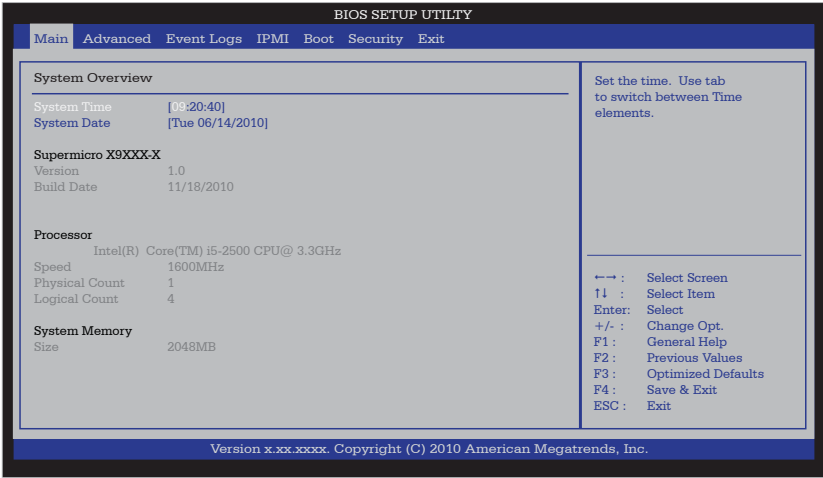 BIOS SETUP UTILTY
Main Advanced Event Logs IPMI Boot Security Exit
System Overview
System Time [09:20:40]
System Date [Tue 06/14/2010]
Supermicro X9XXX-X
Version 1.0
Build Date 11/18/2010
Processor
Intel(R) Core(TM) i5-2500 CPU@ 3.3GHz
Speed 1600MHz
Physical Count 1
Logical Count 4
System Memory
Size 2048MB
Set the time. Use tab
to switch between Time
elements.
←→ : Select Screen
↑↓ : Select Item
Enter: Select
+/- : Change Opt.
F1 : General Help
F2 : Previous Values
F3 : Optimized Defaults
F4 : Save & Exit
ESC : Exit
Version x.xx.xxxx. Copyright (C) 2010 American Megatrends, Inc.